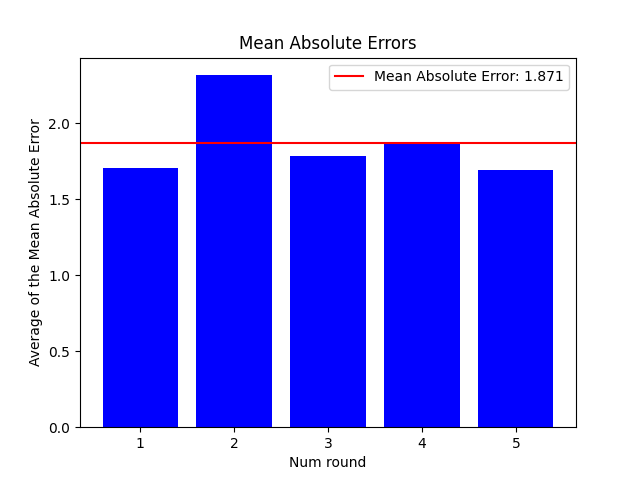 Mean Absolute Errors
Mean Absolute Error: 1.871
Average of the Mean Absolute Error
2.0
1.5
1.0
0.5
0.0
1 2 3 4 5
Num round